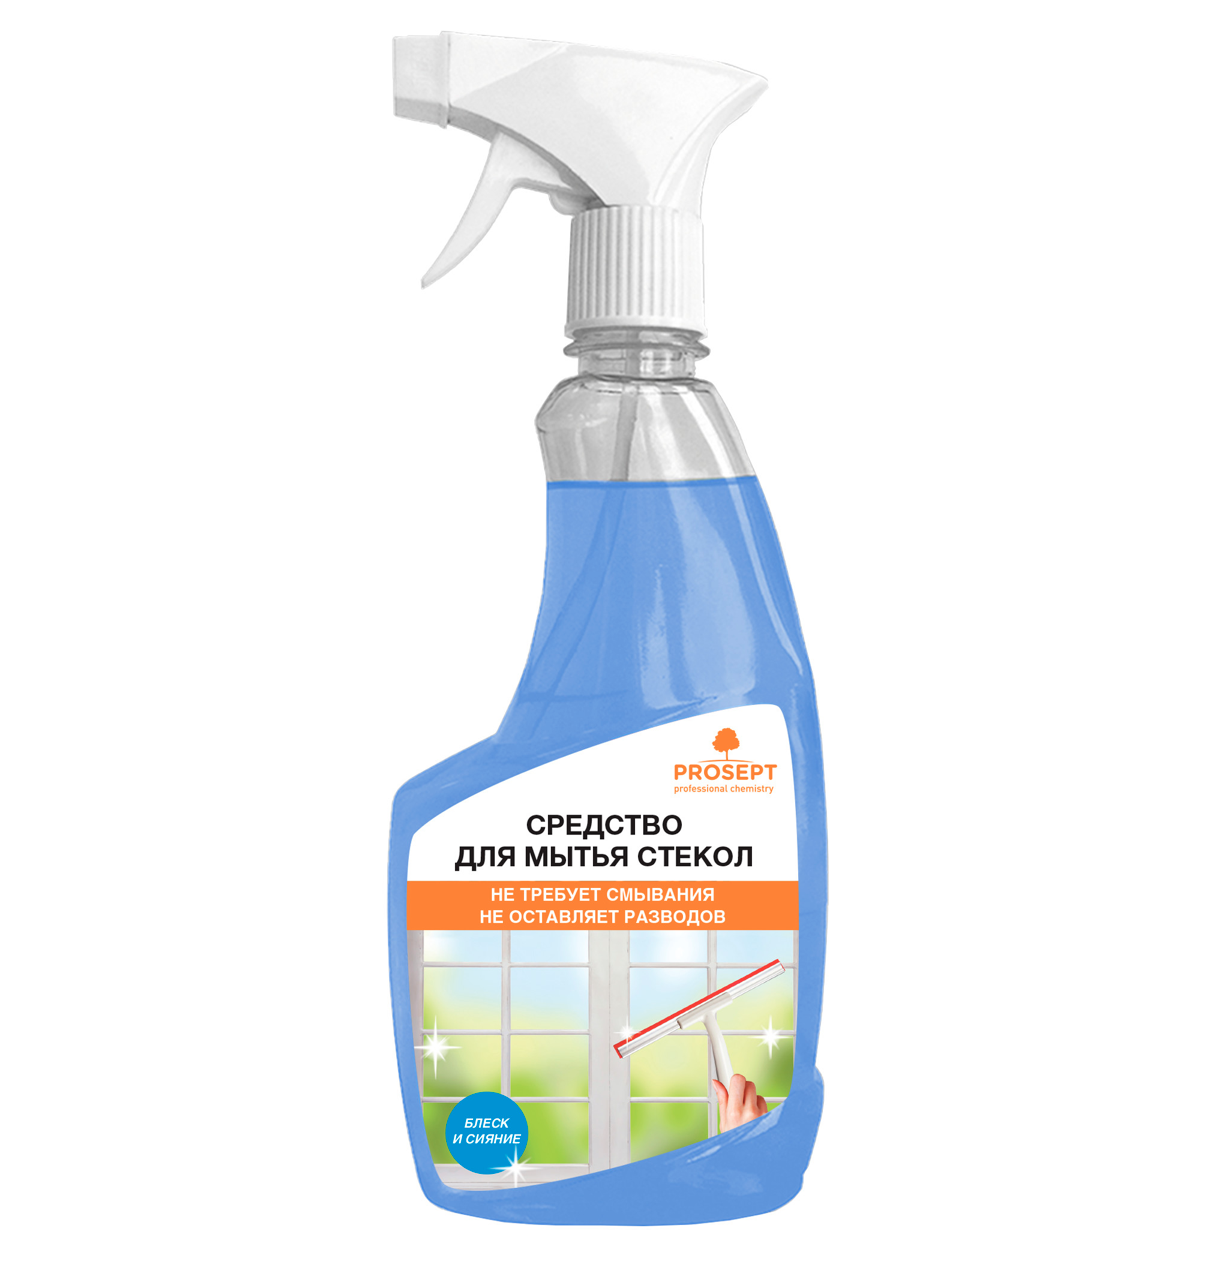 PROSEPT
professional chemistry
СРЕДСТВО
ДЛЯ МЫТЬЯ СТЕКОЛ
НЕ ТРЕБУЕТ СМЫВАНИЯ
НЕ ОСТАВЛЯЕТ РАЗВОДОВ
БЛЕСК
И СИЯНИЕ